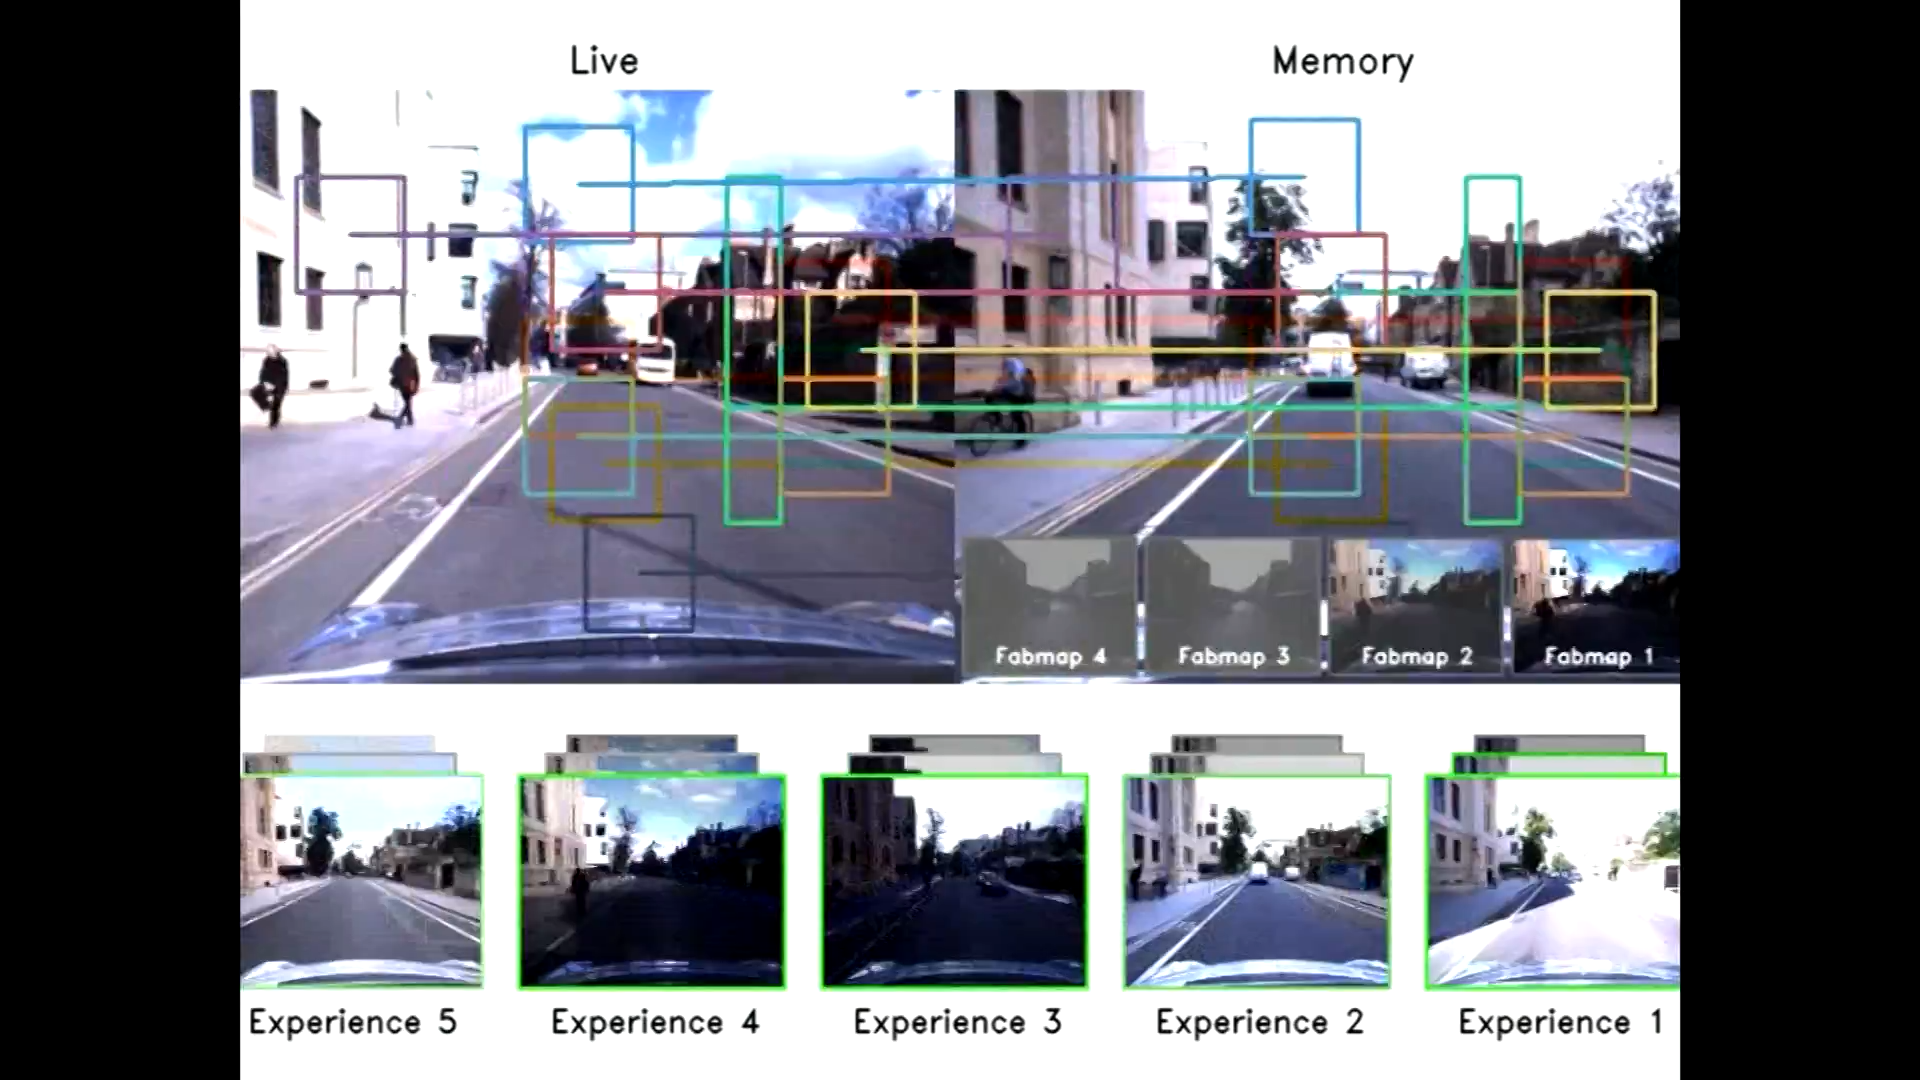 Live
Memory
Fabmap 4
Fabmap 3
Fabmap 2
Fabmap 1
Experience 5
Experience 4
Experience 3
Experience 2
Experience 1